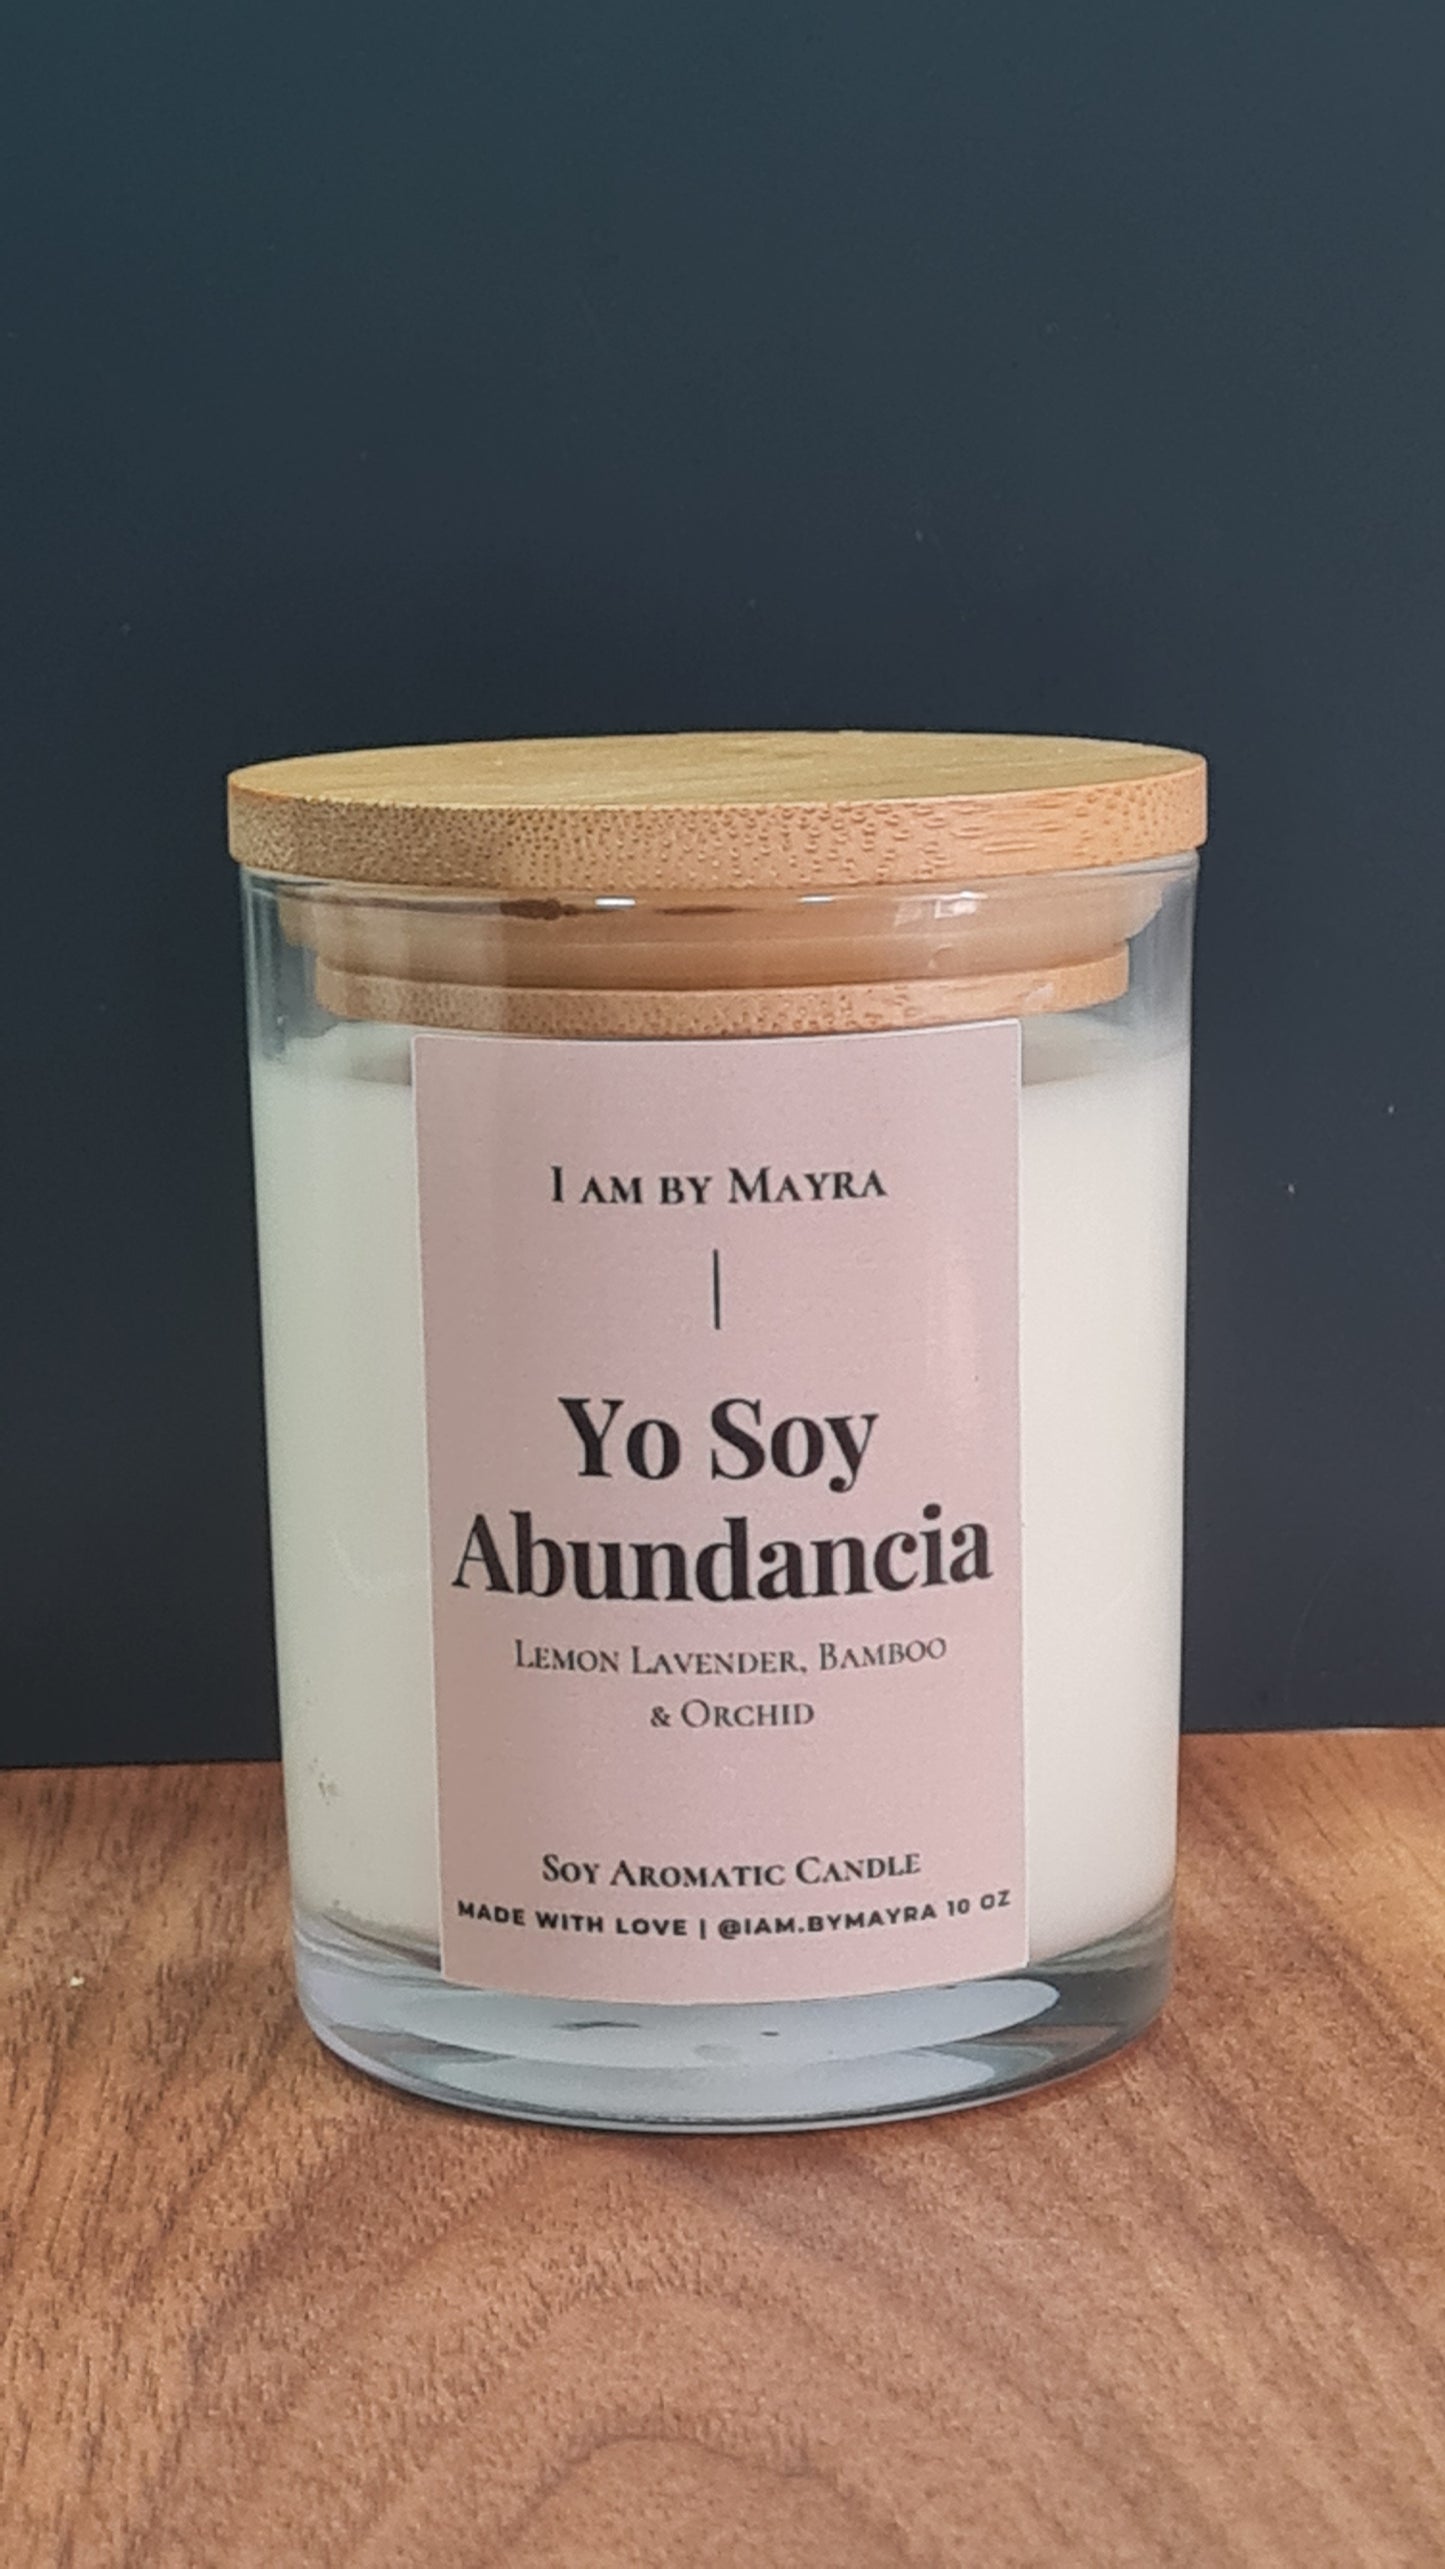 I am by Mayra
Yo Soy
Abundancia
Lemon Lavender, Bamboo
& Orchid
Soy Aromatic Candle
MADE WITH LOVE | @IAM.BYMAYRA 10 OZ